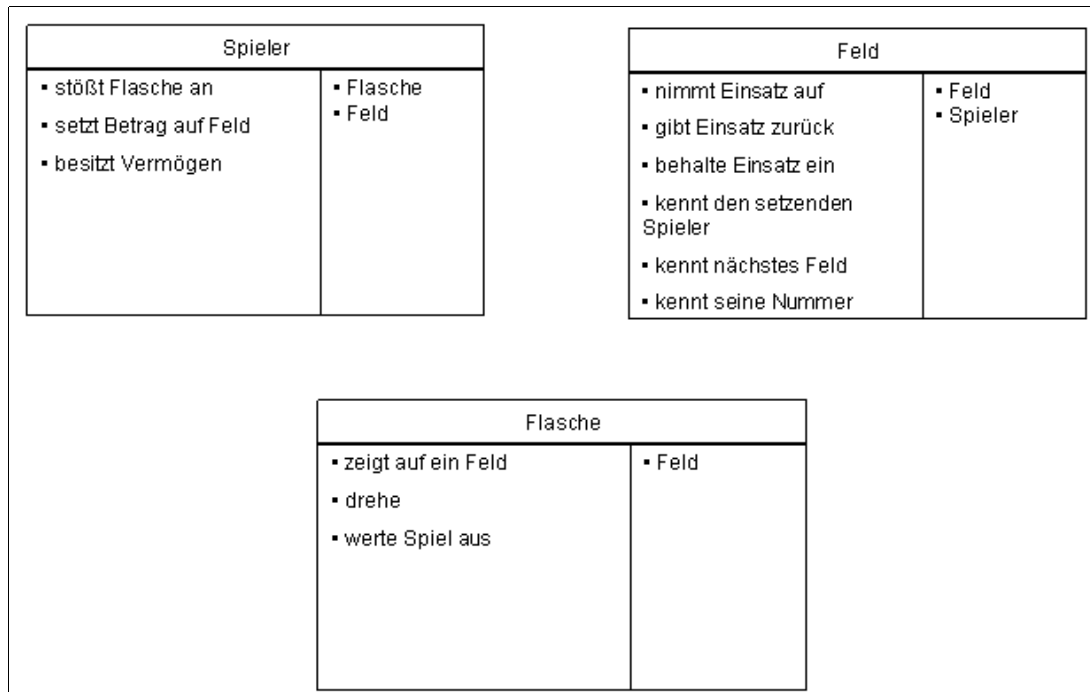 Spieler
▪ stößt Flasche an
▪ setzt Betrag auf Feld
▪ besitzt Vermögen
▪ Flasche
▪ Feld
Feld
▪ nimmt Einsatz auf
▪ gibt Einsatz zurück
▪ behalte Einsatz ein
▪ kennt den setzenden
Spieler
▪ kennt nächstes Feld
▪ kennt seine Nummer
▪ Feld
▪ Spieler
Flasche
▪ zeigt auf ein Feld
▪ drehe
▪ werte Spiel aus
▪ Feld